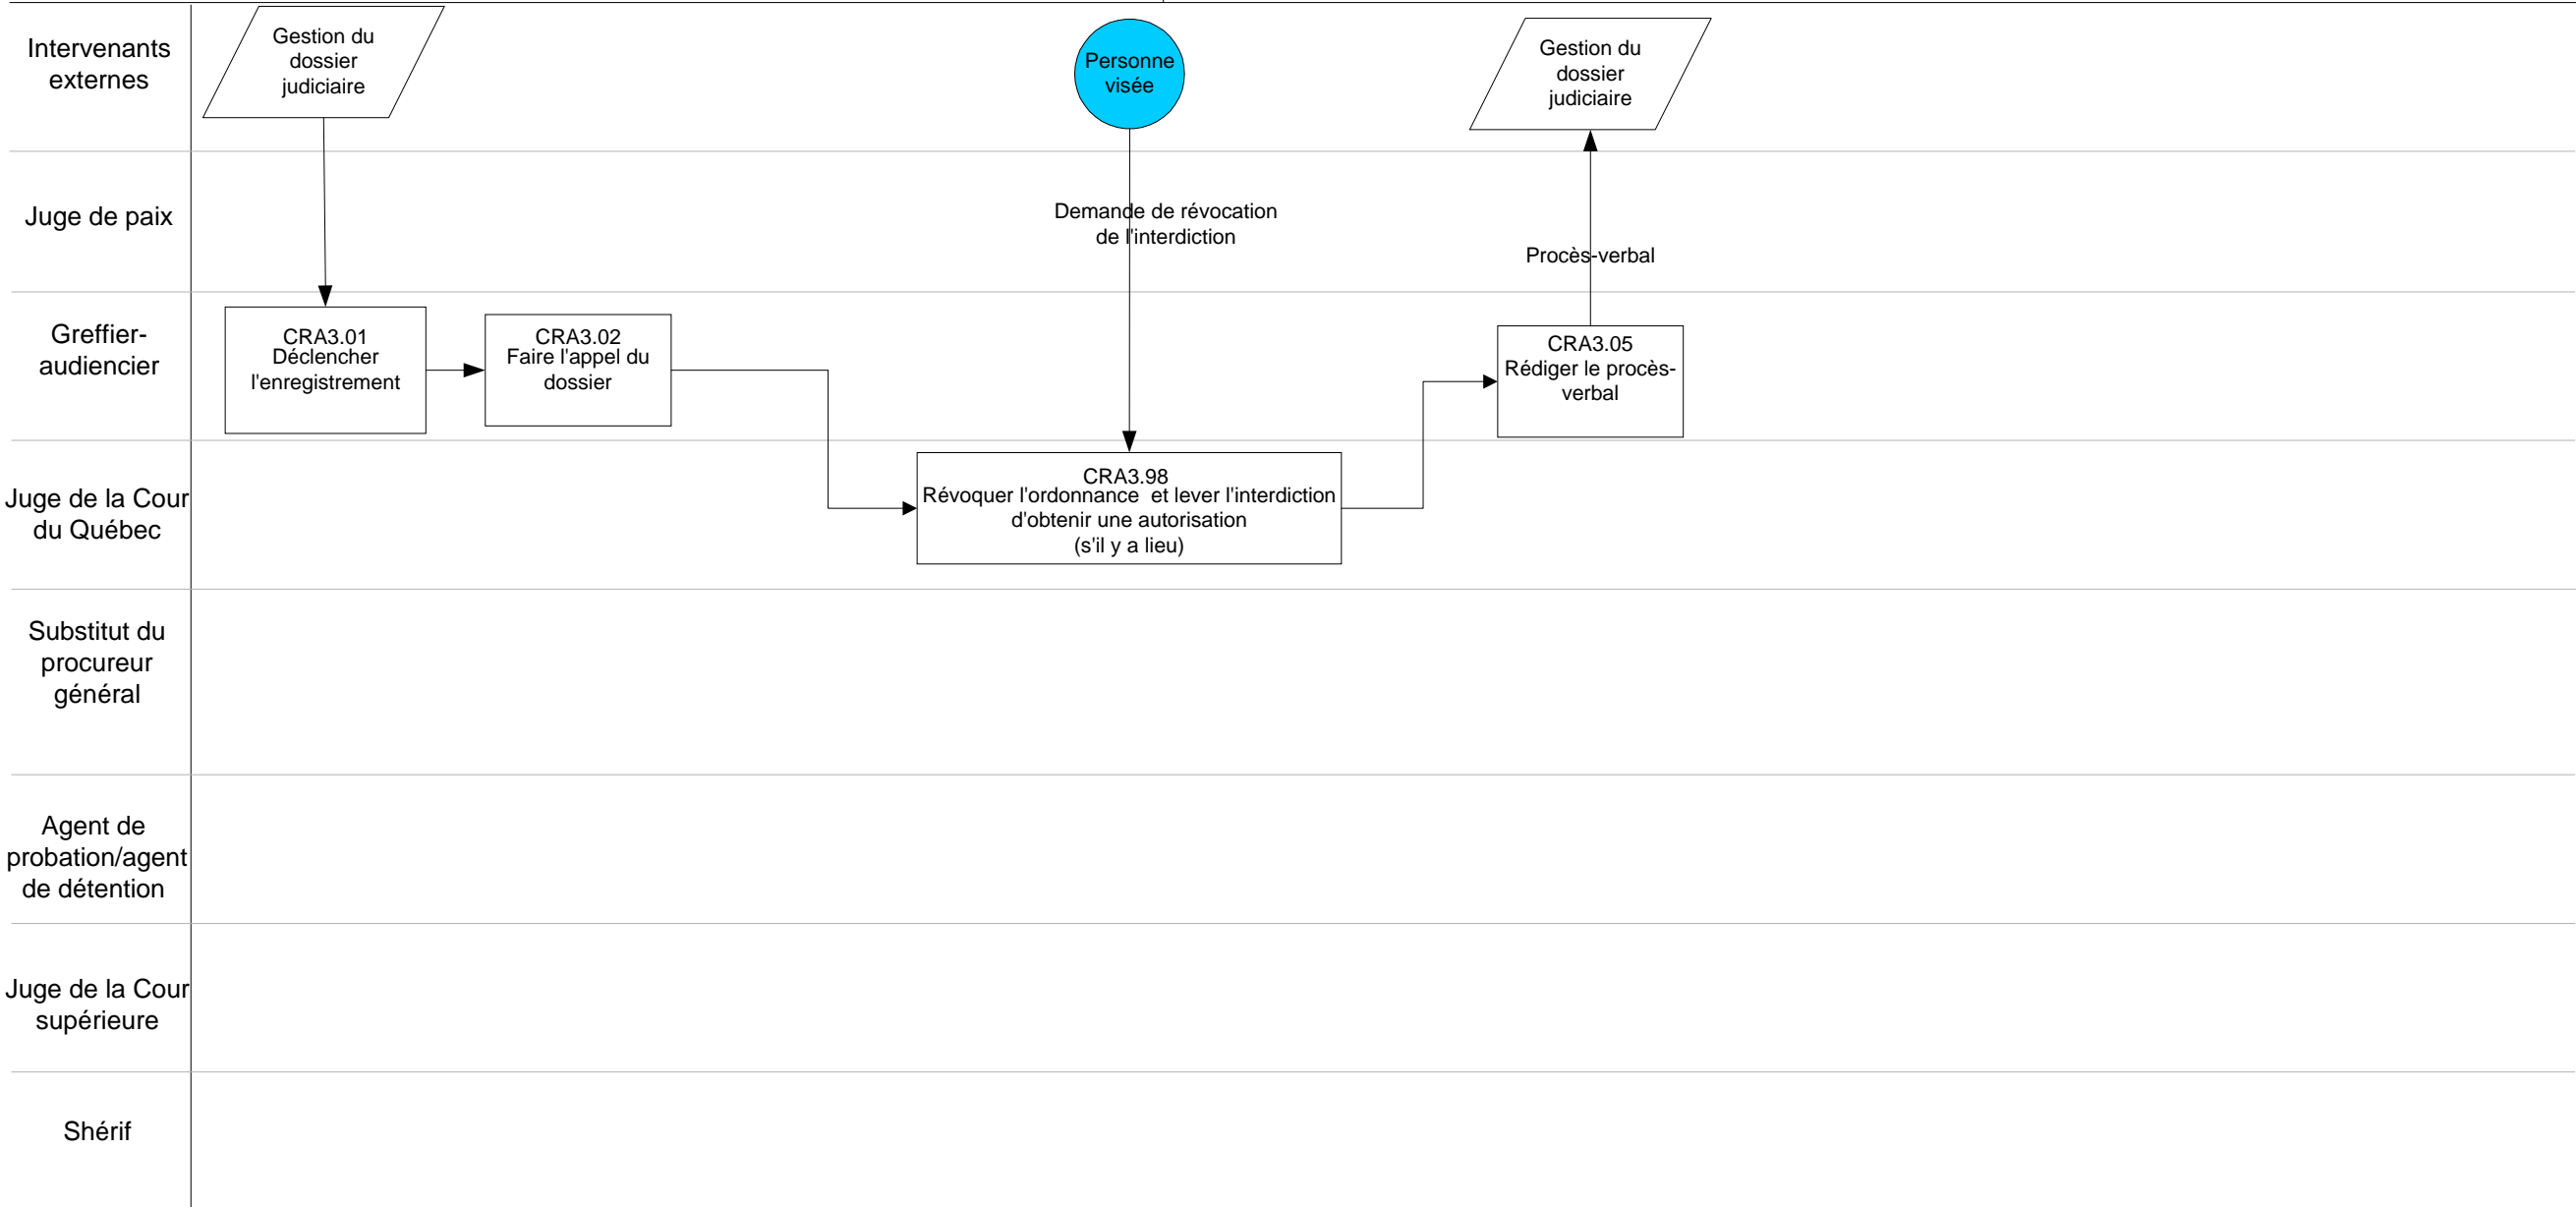 Intervenants
externes
Gestion du
dossier
judiciaire
Personne
visée
Gestion du
dossier
judiciaire
Juge de paix
Demande de révocation
de l'interdiction
Procès-verbal
Greffier-
audiencier
CRA3.01
Déclencher
l'enregistrement
CRA3.02
Faire l'appel du
dossier
CRA3.05
Rédiger le procès-
verbal
Juge de la Cour
du Québec
CRA3.98
Révoquer l'ordonnance  et lever l'interdiction
d'obtenir une autorisation
(s'il y a lieu)
Substitut du
procureur
général
Agent de
probation/agent
de détention
Juge de la Cour
supérieure
Shérif